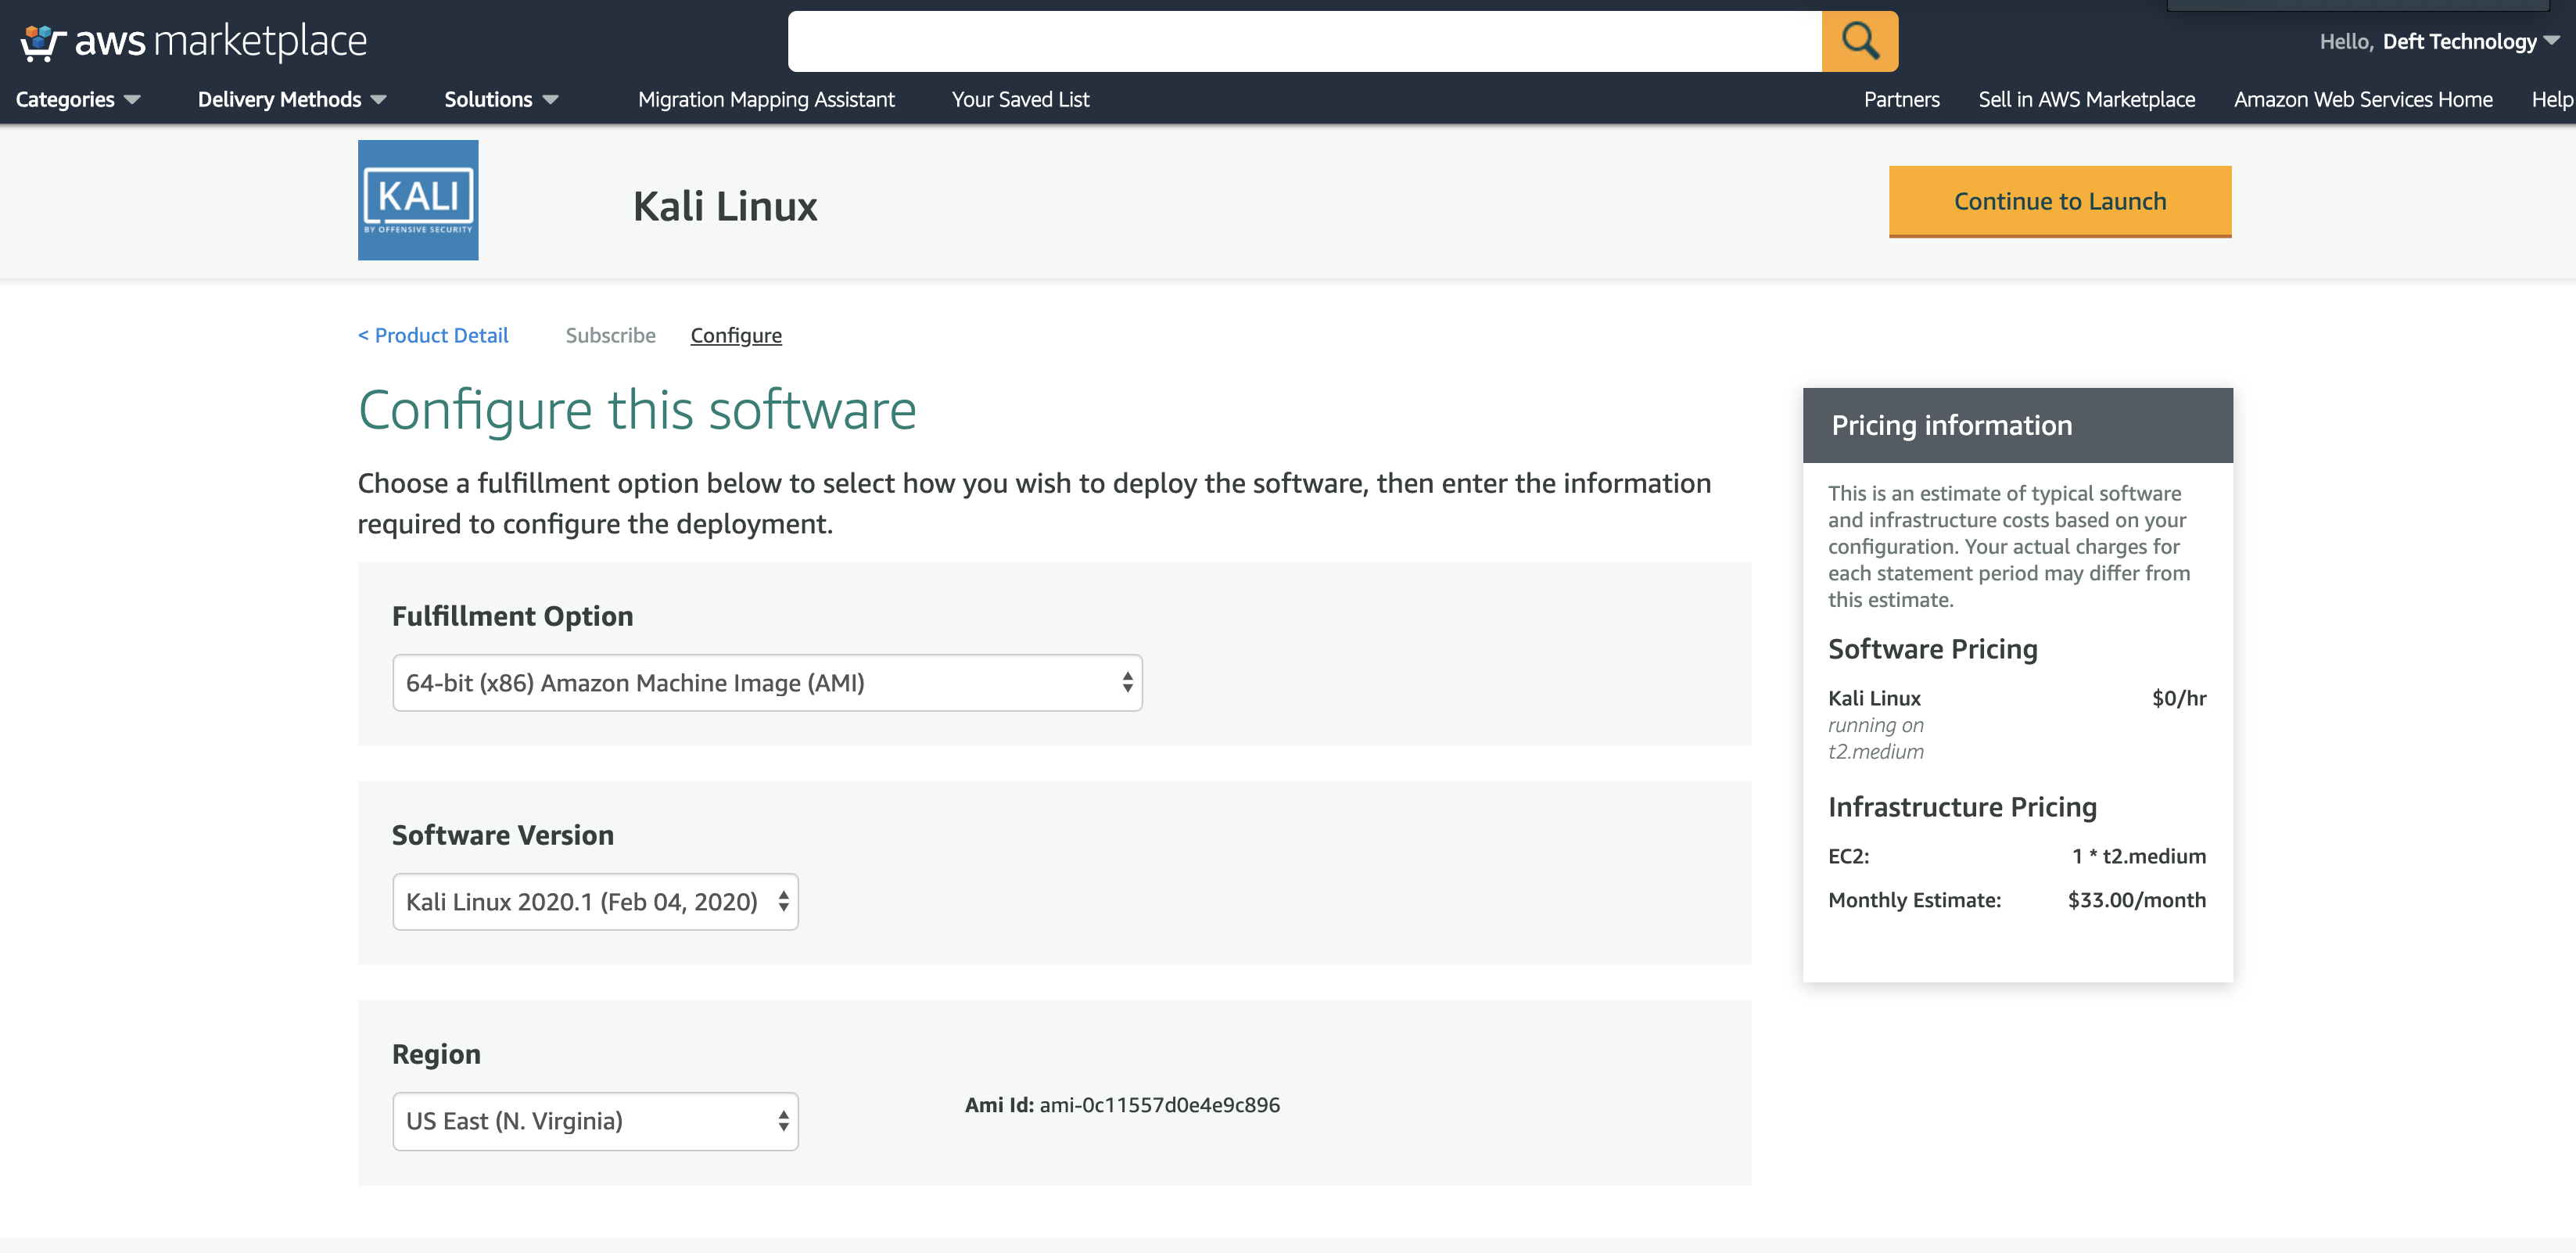 aws marketplace
Hello, Deft Technology
Categories
Delivery Methods
Solutions
Migration Mapping Assistant
Your Saved List
Partners
Sell in AWS Marketplace
Amazon Web Services Home
Help
KALI
BY OFFENSIVE SECURITY
Kali Linux
Continue to Launch
< Product Detail
Subscribe
Configure
Configure this software
Choose a fulfillment option below to select how you wish to deploy the software, then enter the information
required to configure the deployment.
Fulfillment Option
64-bit (x86) Amazon Machine Image (AMI)
Software Version
Kali Linux 2020.1 (Feb 04, 2020)
Region
US East (N. Virginia)
Ami Id: ami-0c11557d0e4e9c896
Pricing information
This is an estimate of typical software
and infrastructure costs based on your
configuration. Your actual charges for
each statement period may differ from
this estimate.
Software Pricing
Kali Linux $0/hr
running on
t2.medium
Infrastructure Pricing
EC2: 1 * t2.medium
Monthly Estimate: $33.00/month